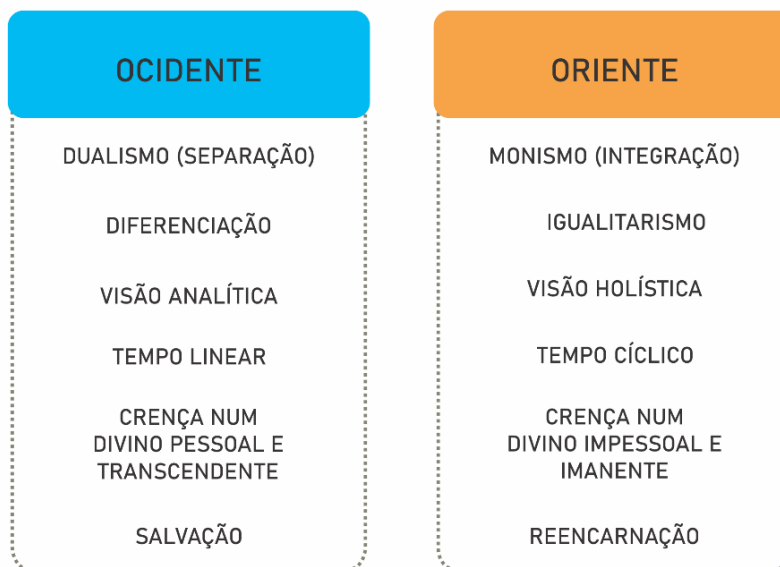 OCIDENTE
DUALISMO (SEPARAÇÃO)
DIFERENCIAÇÃO
VISÃO ANALÍTICA
TEMPO LINEAR
CRENÇA NUM
DIVINO PESSOAL E
TRANSCENDENTE
SALVAÇÃO
ORIENTE
MONISMO (INTEGRAÇÃO)
IGUALITARISMO
VISÃO HOLÍSTICA
TEMPO CÍCLICO
CRENÇA NUM
DIVINO IMPESSOAL E
IMANENTE
REENCARNAÇÃO